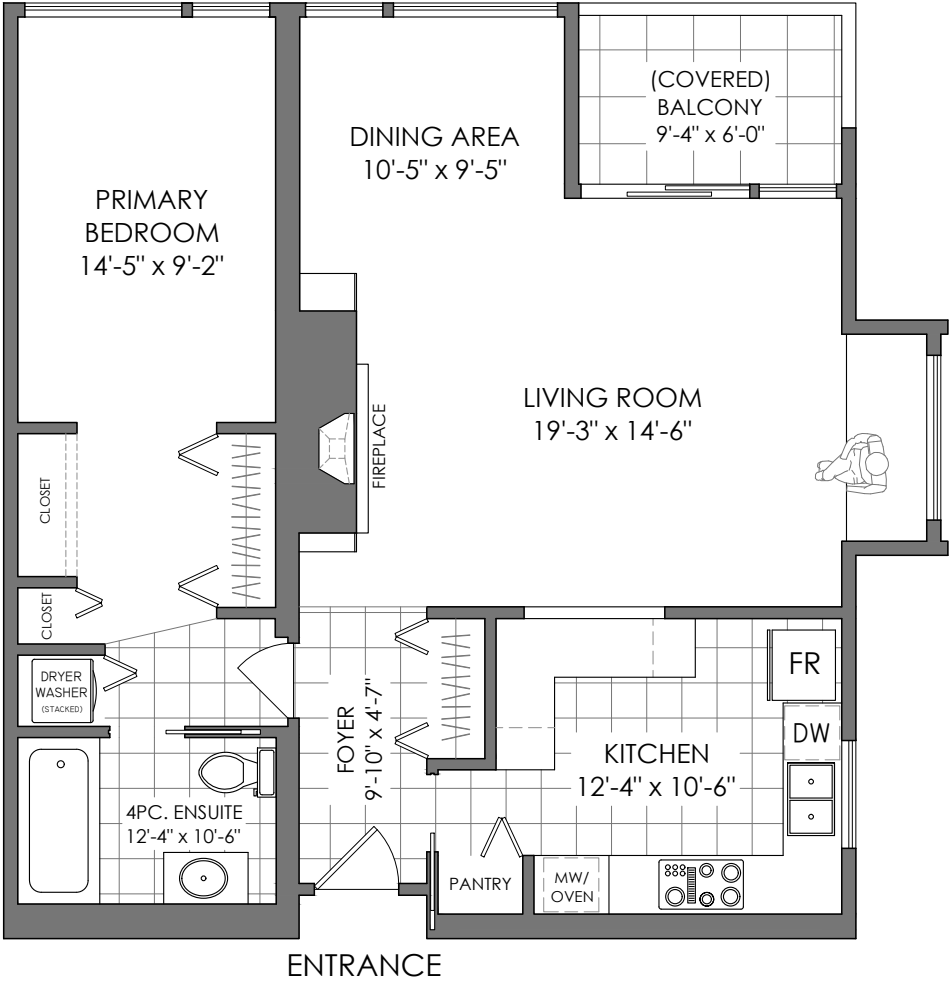 (COVERED)
BALCONY
9'-4" x 6'-0"
DINING AREA
10'-5" x 9'-5"
PRIMARY
BEDROOM
14'-5" x 9'-2"
LIVING ROOM
19'-3" x 14'-6"
FIREPLACE
CLOSET
CLOSET
DRYER
WASHER
(STACKED)
FOYER
9'-10" x 4'-7"
FR
DW
KITCHEN
12'-4" x 10'-6"
4PC. ENSUITE
12'-4" x 10'-6"
PANTRY
MW/
OVEN
ENTRANCE